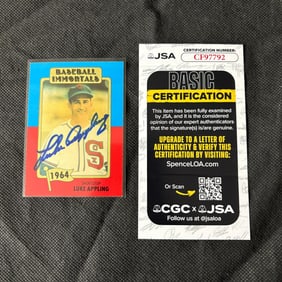 BASEBALL
IMMORTALS
Luke Appling
S
1964
LUKE APPLING
JSA
CERTIFICATION NUMBER:
CF97792
BASIC
CERTIFICATION
This item has been fully examined
by JSA, and it is the considered
opinion of our expert authenticators
that the signature(s) is/are genuine.
UPGRADE TO A LETTER OF
AUTHENTICITY & VERIFY THIS
CERTIFICATION BY VISITING:
SpenceLOA.com
Or Scan
CGC x JSA
Follow us at @jsaloa